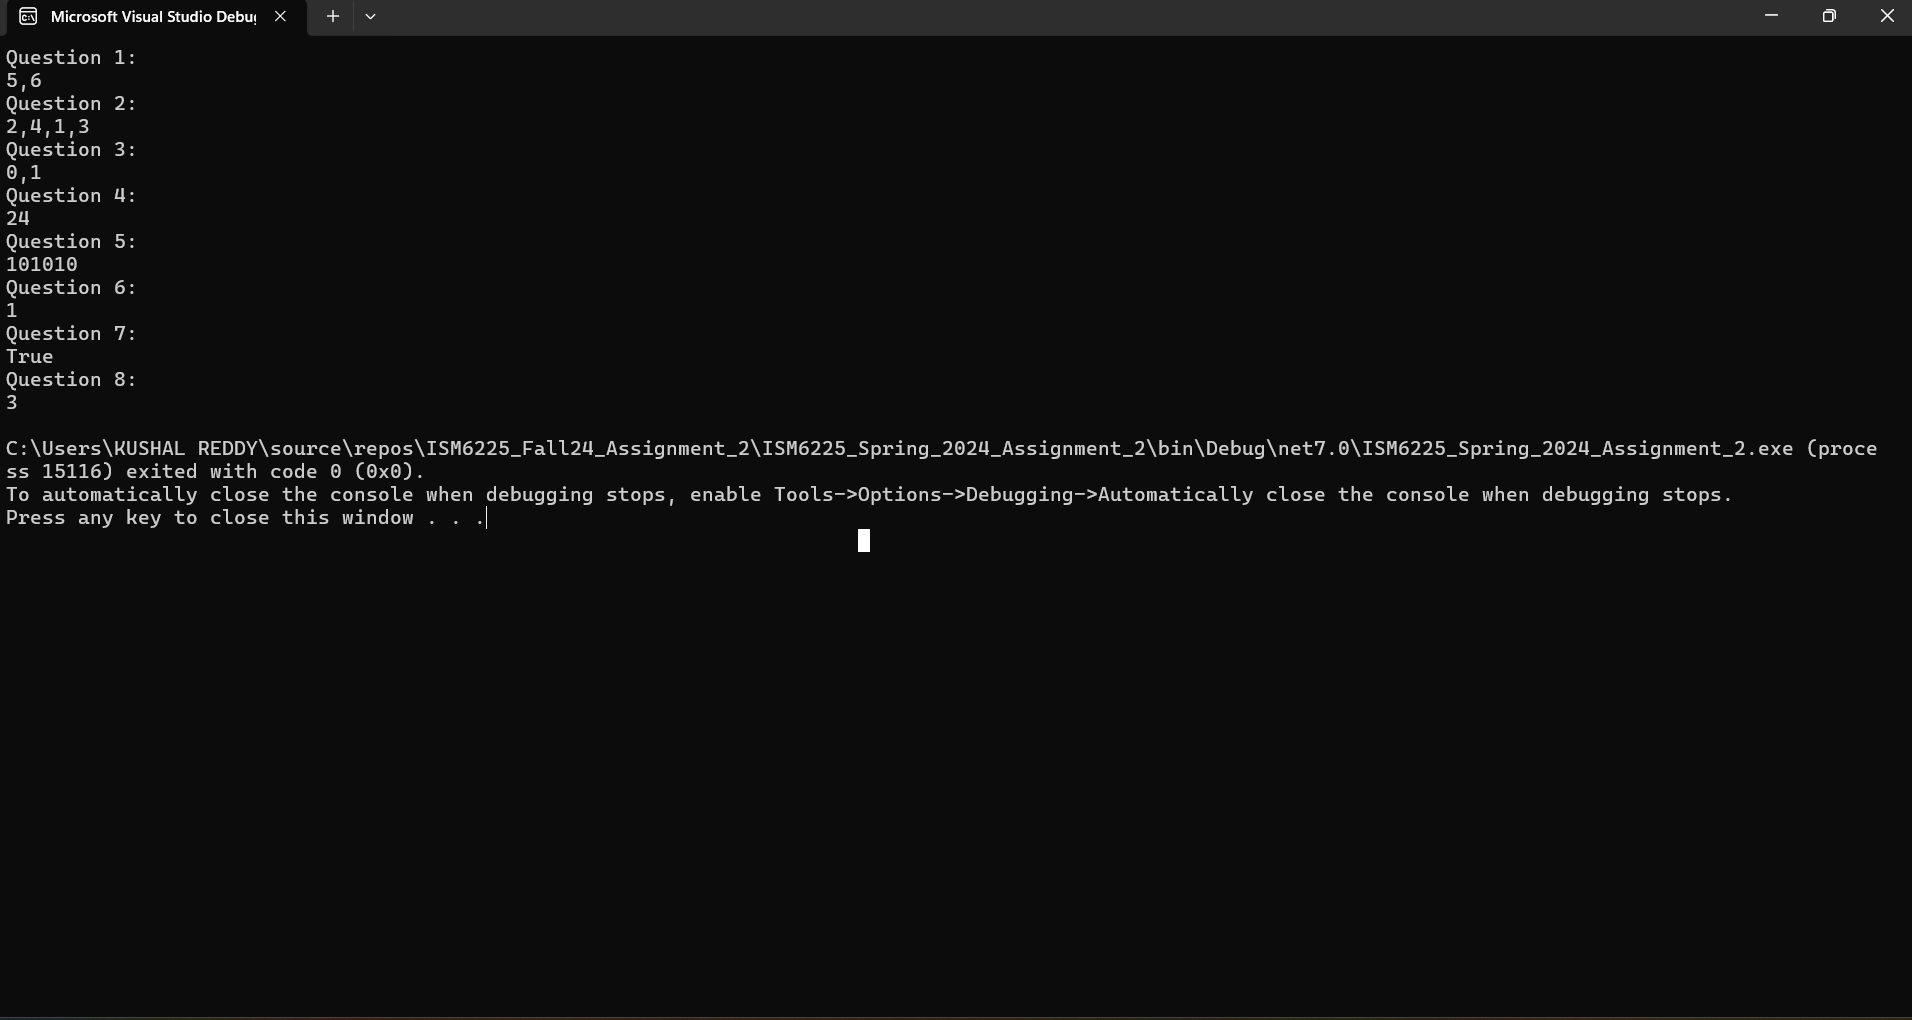 Microsoft Visual Studio Debug
Question 1:
5,6
Question 2:
2,4,1,3
Question 3:
0,1
Question 4:
24
Question 5:
101010
Question 6:
1
Question 7:
True
Question 8:
3
C:\Users\KUSHAL REDDY\source\repos\ISM6225_Fall24_Assignment_2\ISM6225_Spring_2024_Assignment_2\bin\Debug\net7.0\ISM6225_Spring_2024_Assignment_2.exe (proce
ss 15116) exited with code 0 (0x0).
To automatically close the console when debugging stops, enable Tools->Options->Debugging->Automatically close the console when debugging stops.
Press any key to close this window . . .